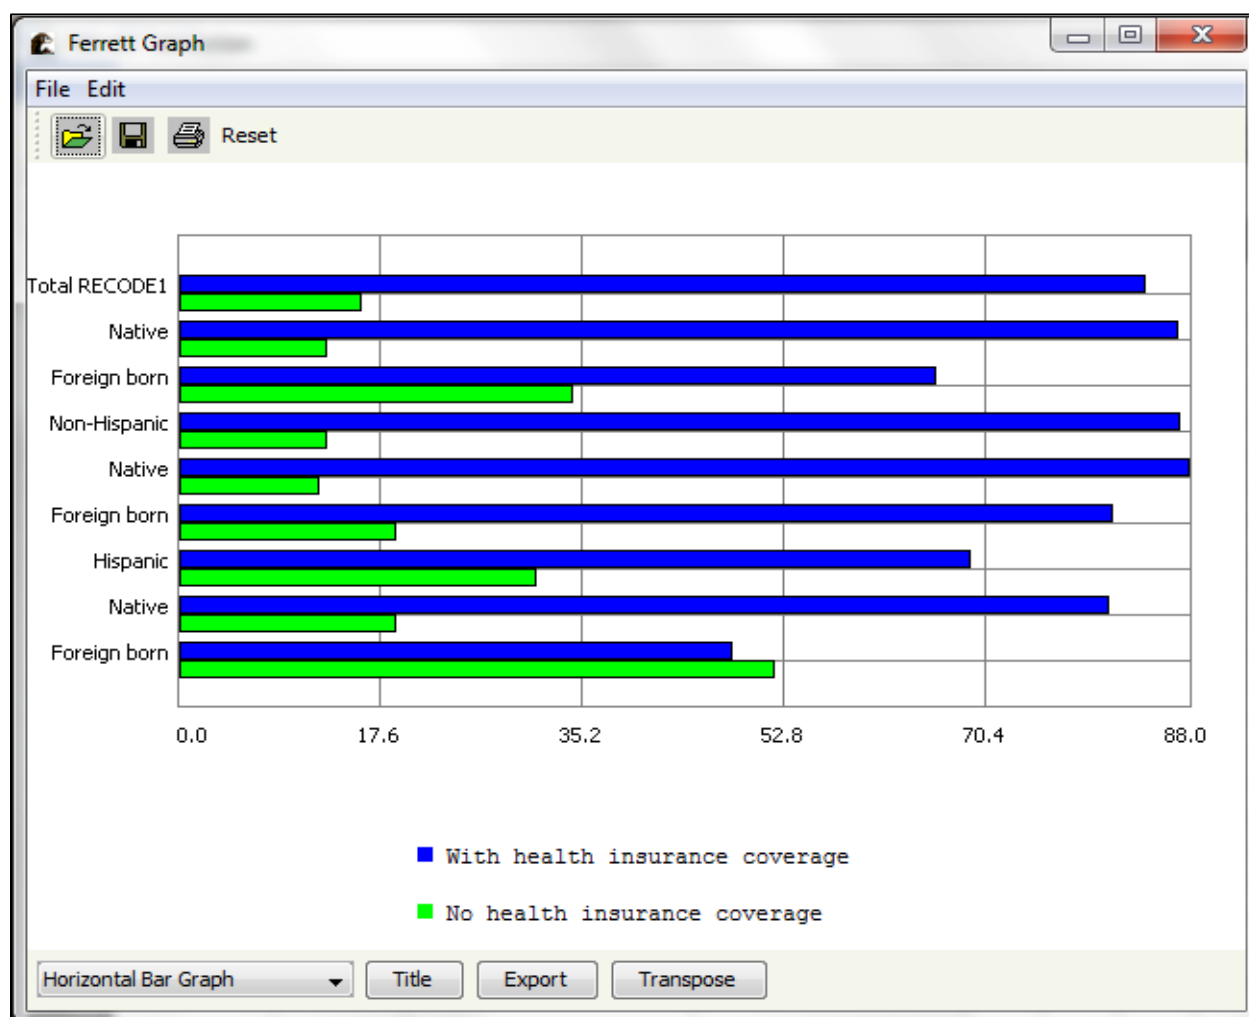 Ferrett Graph
File Edit
Reset
Total RECODE1
Native
Foreign born
Non-Hispanic
Native
Foreign born
Hispanic
Native
Foreign born
0.0 17.6 35.2 52.8 70.4 88.0
With health insurance coverage
No health insurance coverage
Horizontal Bar Graph Title Export Transpose